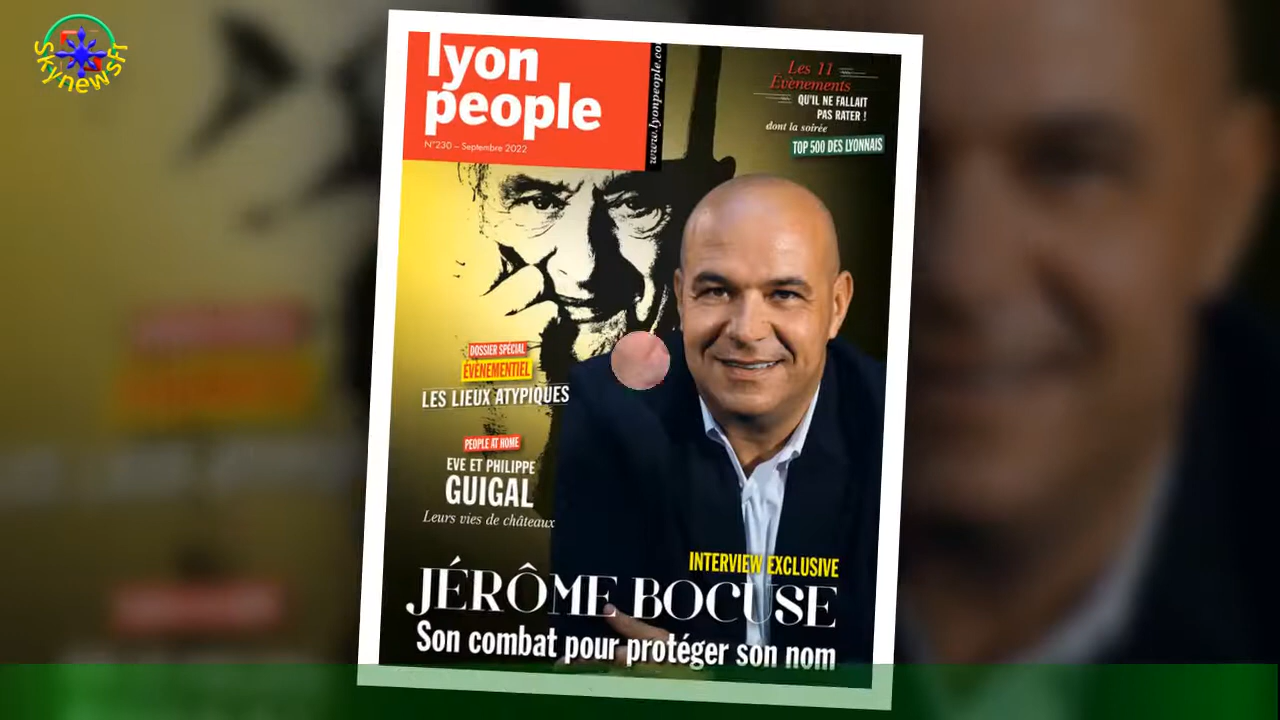 SkynewsFr
lyon
people
N°230 – Septembre 2022
www.lyonpeople.co
Les 11
Évènements
QU'IL NE FALLAIT
PAS RATER !
dont la soirée
TOP 500 DES LYONNAIS
DOSSIER SPÉCIAL
ÉVÈNEMENTIEL
LES LIEUX ATYPIQUES
PEOPLE AT HOME
EVE ET PHILIPPE
GUIGAL
Leurs vies de châteaux
INTERVIEW EXCLUSIVE
JÉRÔME BOCUSE
Son combat pour protéger son nom